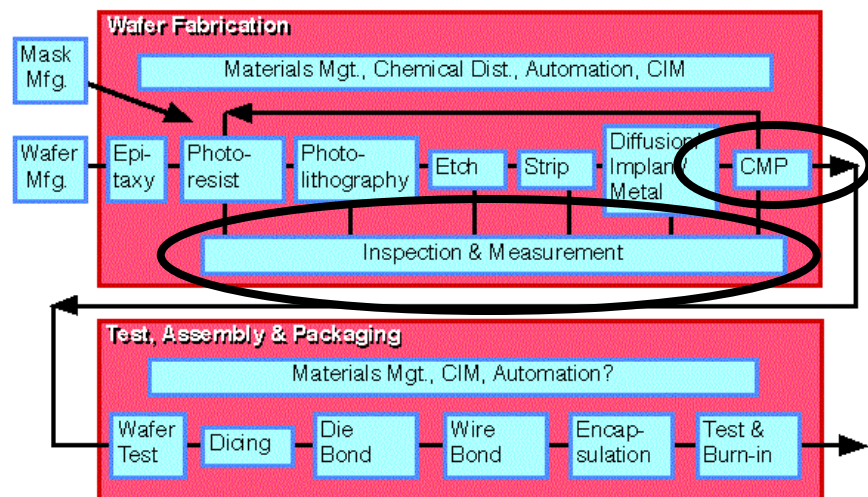 Wafer Fabrication
Mask
Mfg.
Materials Mgt., Chemical Dist., Automation, CIM
Wafer
Mfg.
Epi-
taxy
Photo-
resist
Photo-
lithography
Etch
Strip
Diffusion/
Implant/
Metal
CMP
Inspection & Measurement
Test, Assembly & Packaging
Materials Mgt., CIM, Automation?
Wafer
Test
Dicing
Die
Bond
Wire
Bond
Encap-
sulation
Test &
Burn-in